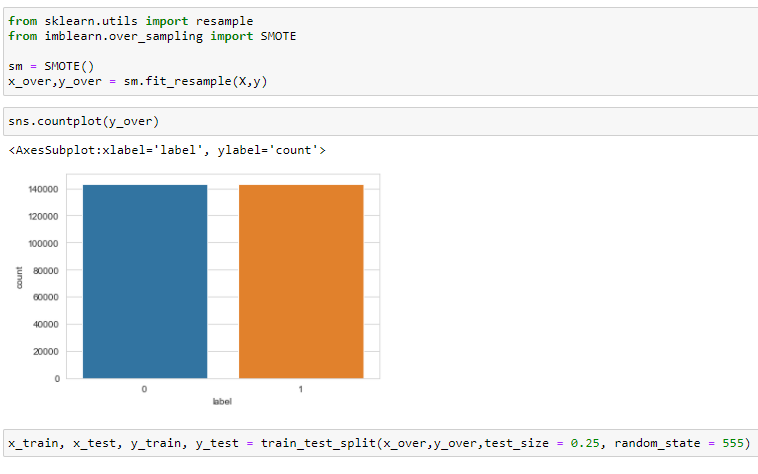 from sklearn.utils import resample
from imblearn.over_sampling import SMOTE
sm = SMOTE()
x_over,y_over = sm.fit_resample(X,y)
sns.countplot(y_over)
<AxesSubplot:xlabel='label', ylabel='count'>
140000
120000
100000
80000
60000
40000
20000
0
count
0 1
label
x_train, x_test, y_train, y_test = train_test_split(x_over,y_over,test_size = 0.25, random_state = 555)